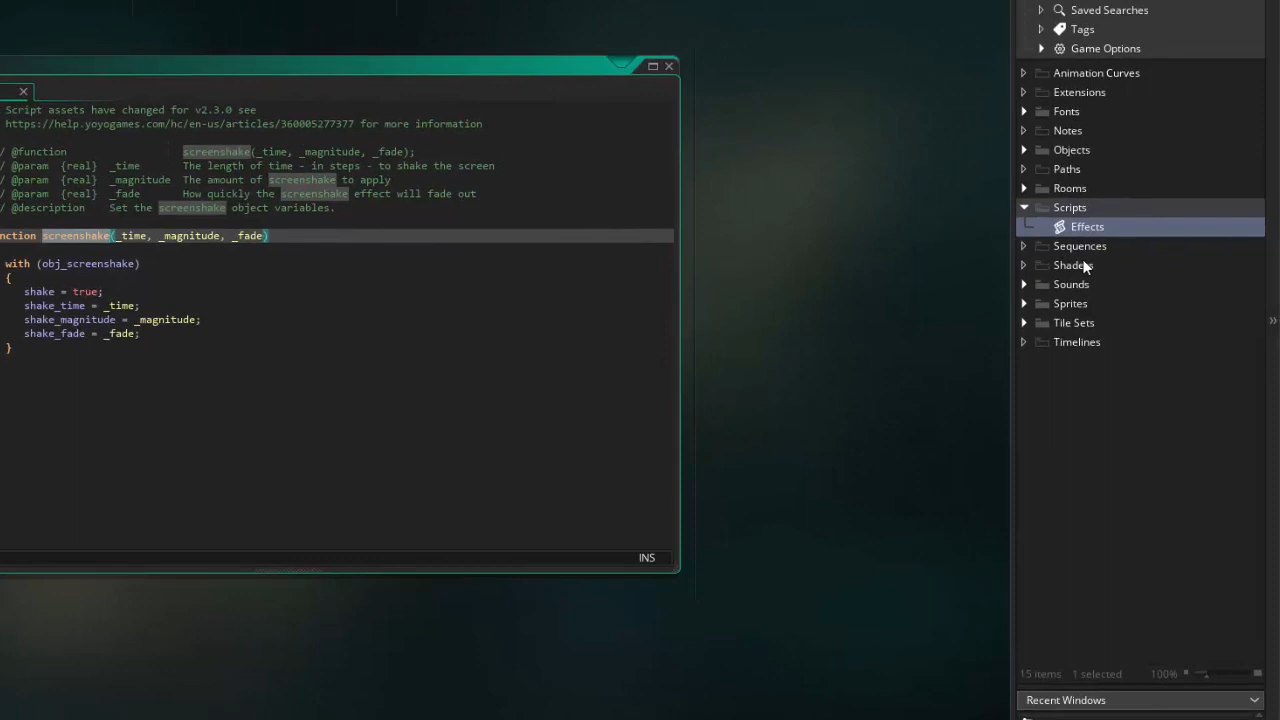 Script assets have changed for v2.3.0 see
https://help.yoyogames.com/hc/en-us/articles/360005277377 for more information
/ @function screenshake(_time, _magnitude, _fade);
/ @param {real} _time The length of time - in steps - to shake the screen
/ @param {real} _magnitude The amount of screenshake to apply
/ @param {real} _fade How quickly the screenshake effect will fade out
/ @description Set the screenshake object variables.
nction screenshake(_time, _magnitude, _fade)
with (obj_screenshake)
{
shake = true;
shake_time = _time;
shake_magnitude = _magnitude;
shake_fade = _fade;
}
INS
Saved Searches
Tags
Game Options
Animation Curves
Extensions
Fonts
Notes
Objects
Paths
Rooms
Scripts
Effects
Sequences
Shaders
Sounds
Sprites
Tile Sets
Timelines
15 items 1 selected 100%
Recent Windows